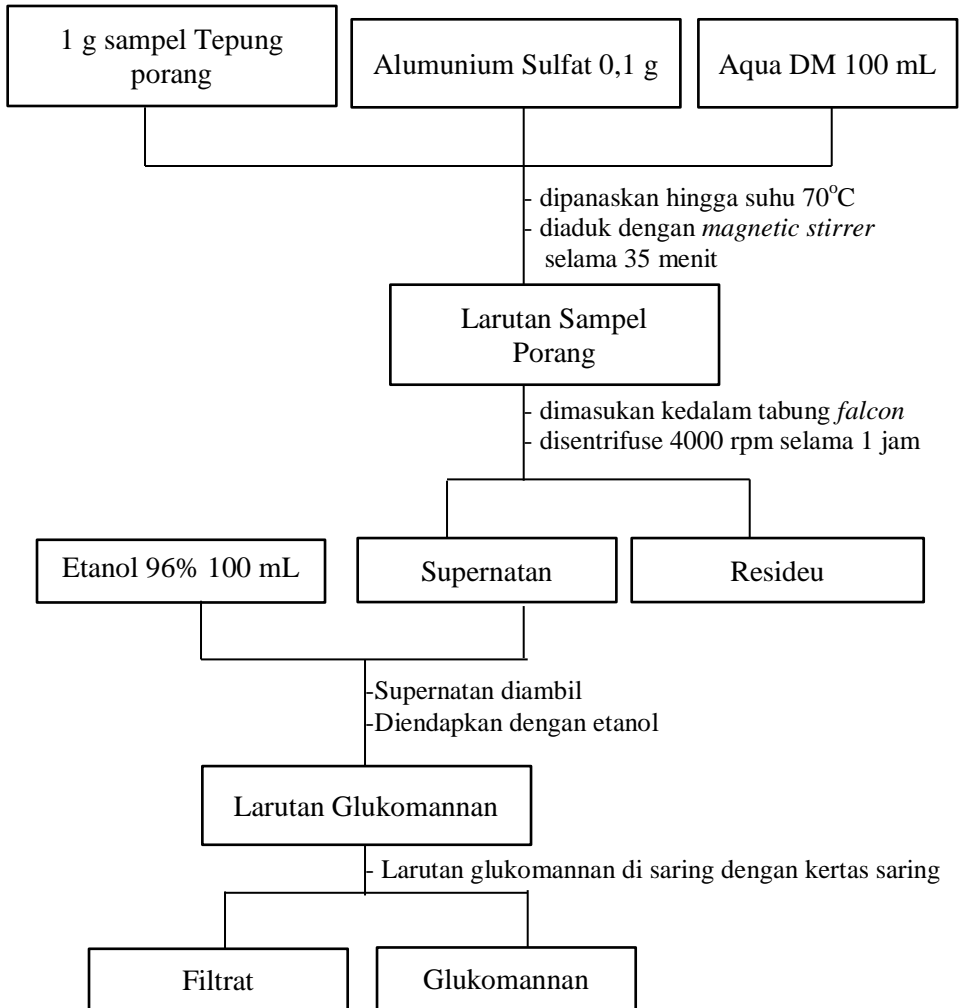 1 g sampel Tepung
porang
Alumunium Sulfat 0,1 g
Aqua DM 100 mL
- dipanaskan hingga suhu 70°C
- diaduk dengan magnetic stirrer
selama 35 menit
Larutan Sampel
Porang
- dimasukan kedalam tabung falcon
- disentrifuse 4000 rpm selama 1 jam
Etanol 96% 100 mL
Supernatan
Resideu
-Supernatan diambil
-Diendapkan dengan etanol
Larutan Glukomannan
- Larutan glukomannan di saring dengan kertas saring
Filtrat
Glukomannan